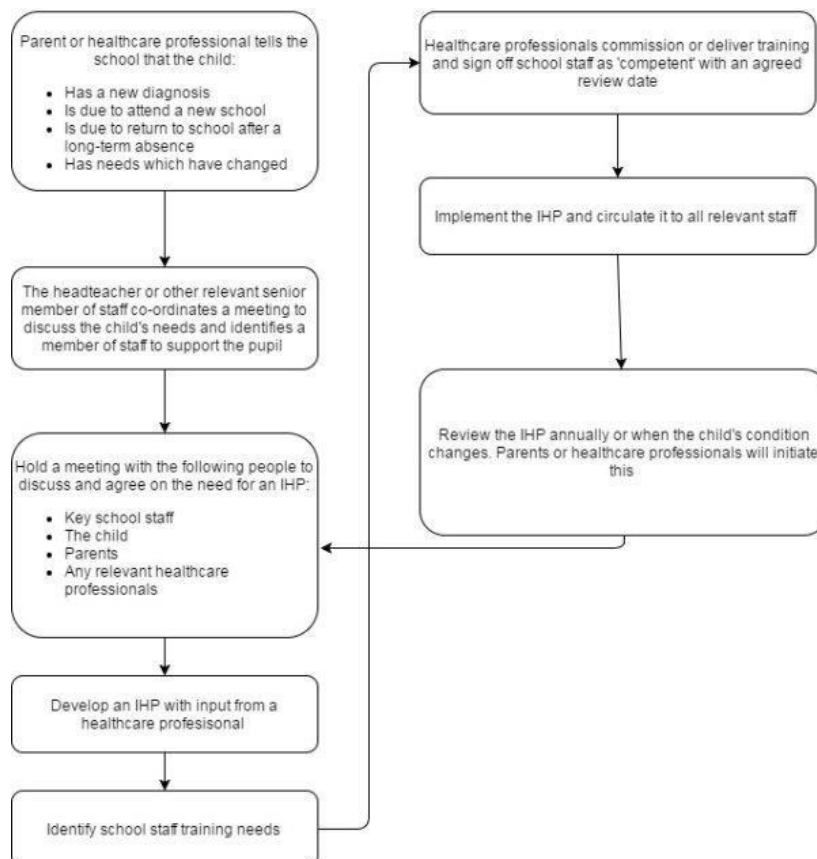 Parent or healthcare professional tells the
school that the child:
• Has a new diagnosis
• Is due to attend a new school
• Is due to return to school after a
long-term absence
• Has needs which have changed
The headteacher or other relevant senior
member of staff co-ordinates a meeting to
discuss the child's needs and identifies a
member of staff to support the pupil
Hold a meeting with the following people to
discuss and agree on the need for an IHP:
• Key school staff
• The child
• Parents
• Any relevant healthcare
professionals
Develop an IHP with input from a
healthcare profesisonal
Identify school staff training needs
Healthcare professionals commission or deliver training
and sign off school staff as 'competent' with an agreed
review date
Implement the IHP and circulate it to all relevant staff
Review the IHP annually or when the child's condition
changes. Parents or healthcare professionals will initiate
this